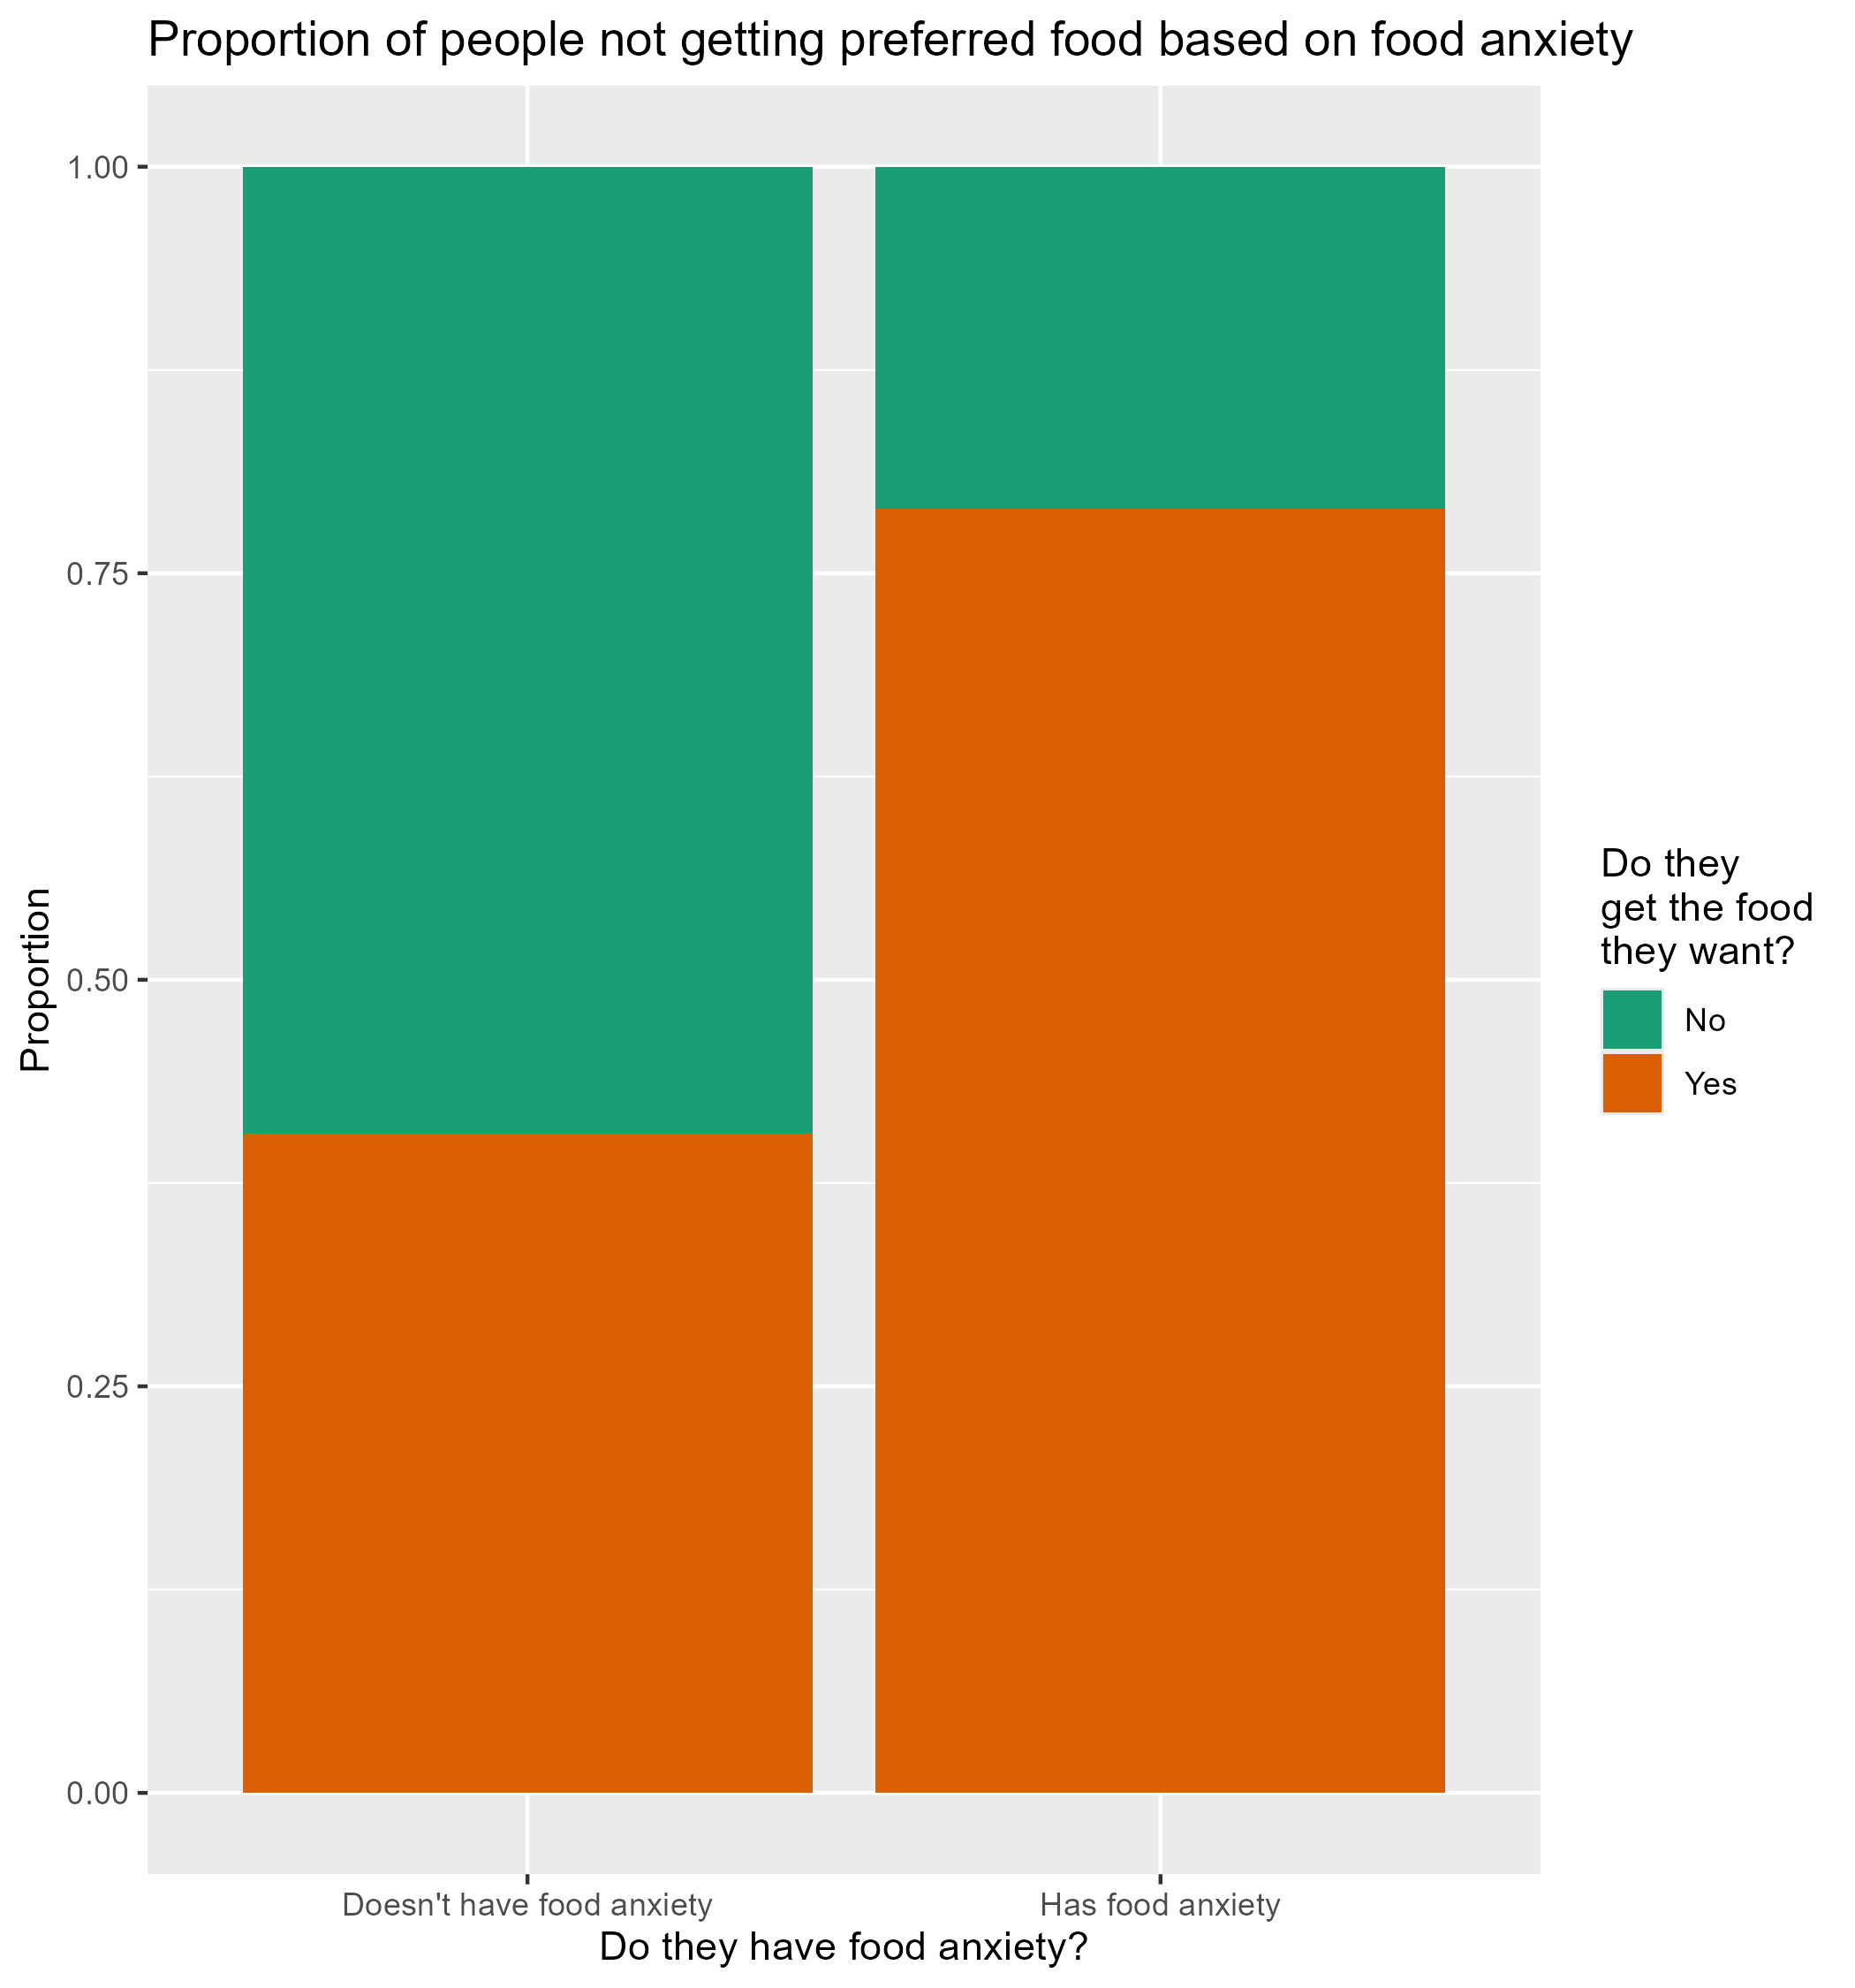 Proportion of people not getting preferred food based on food anxiety
1.00
0.75
0.50
0.25
0.00
Proportion
Doesn't have food anxiety
Has food anxiety
Do they have food anxiety?
Do they
get the food
they want?
No
Yes